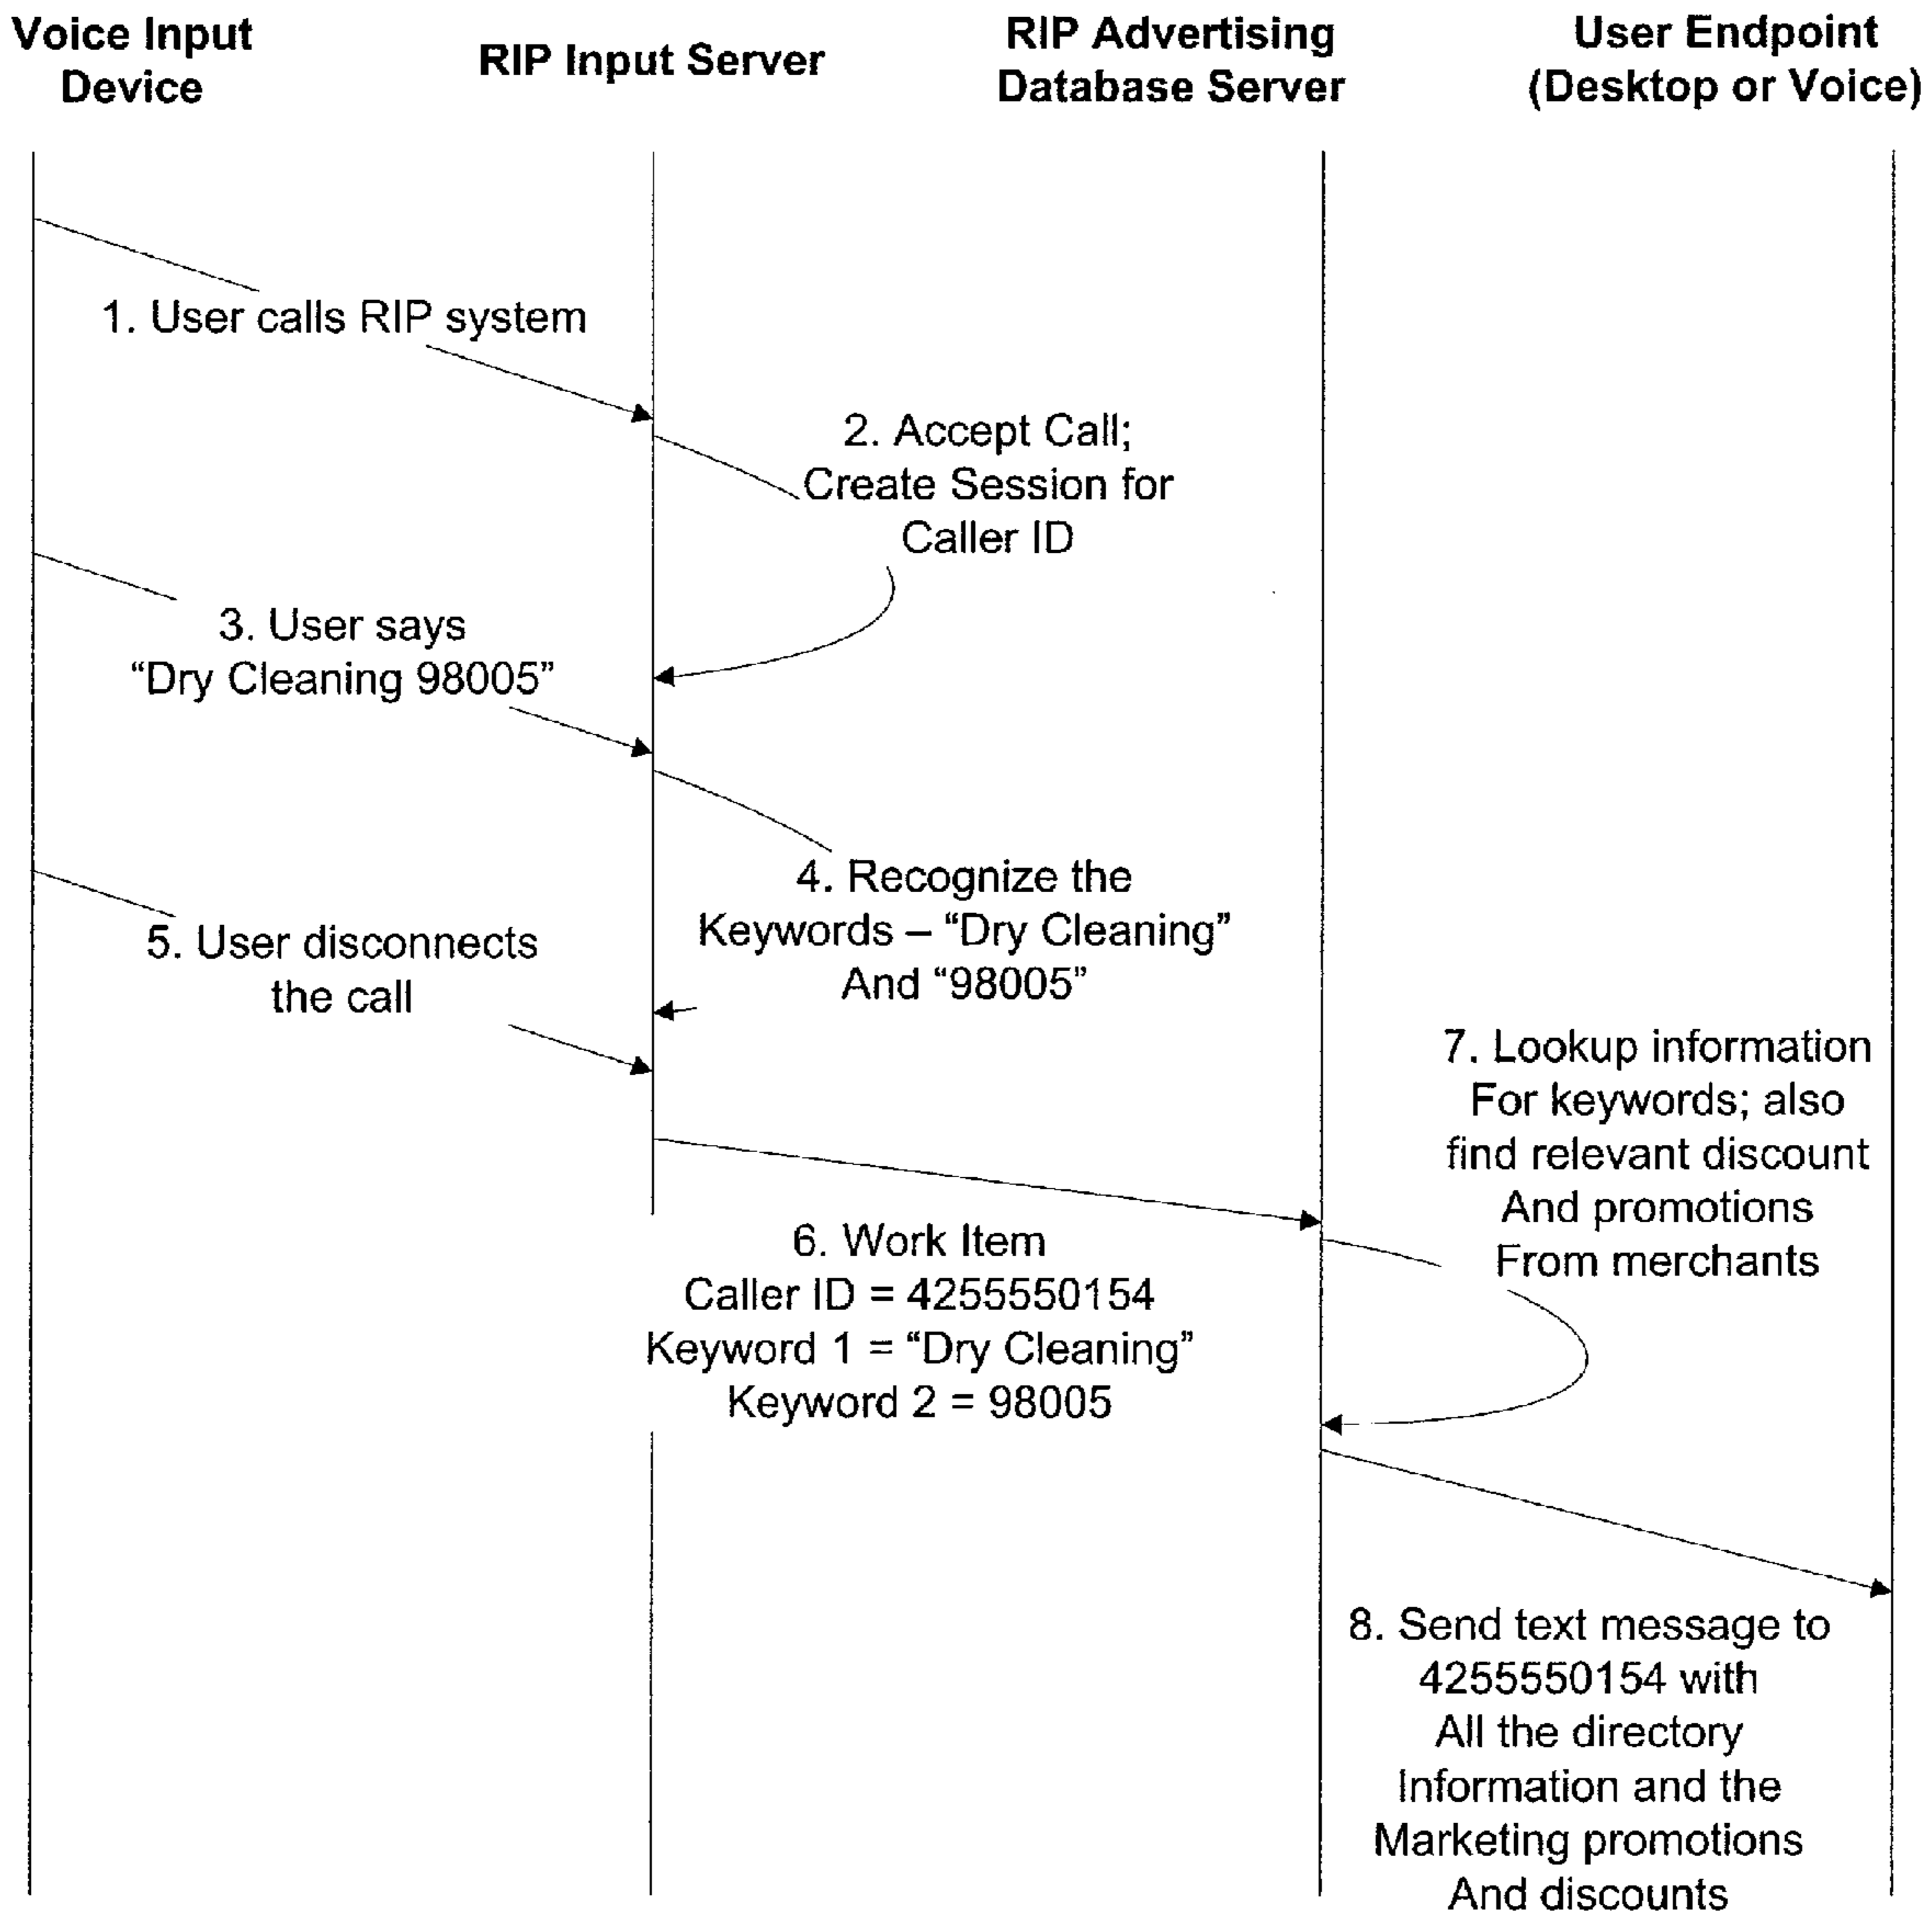 Voice Input
Device
RIP Input Server
RIP Advertising
Database Server
User Endpoint
(Desktop or Voice)
1. User calls RIP system
2. Accept Call;
Create Session for
Caller ID
3. User says
“Dry Cleaning 98005”
4. Recognize the
Keywords – “Dry Cleaning”
And “98005”
5. User disconnects
the call
6. Work Item
Caller ID = 4255550154
Keyword 1 = “Dry Cleaning”
Keyword 2 = 98005
7. Lookup information
For keywords; also
find relevant discount
And promotions
From merchants
8. Send text message to
4255550154 with
All the directory
Information and the
Marketing promotions
And discounts